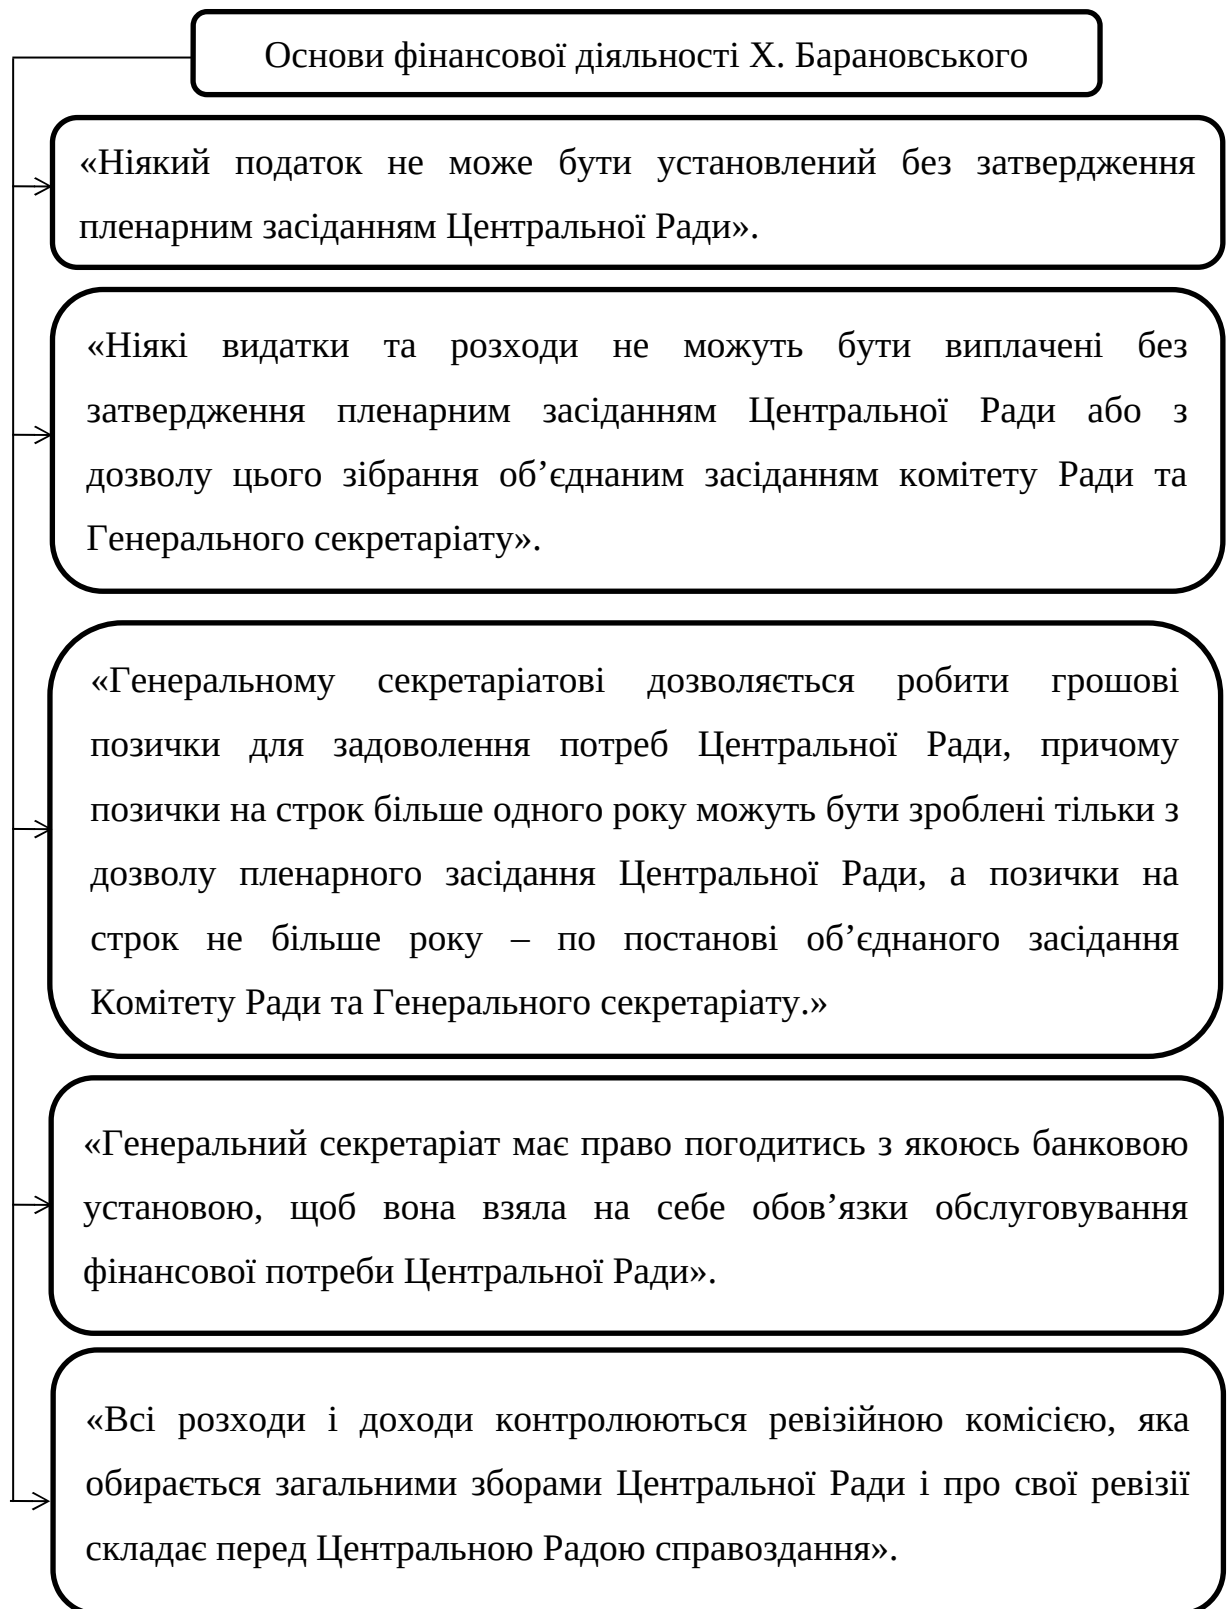 Основи фінансової діяльності Х. Барановського
«Ніякий податок не може бути установлений без затвердження
пленарним засіданням Центральної Ради».
«Ніякі видатки та розходи не можуть бути виплачені без
затвердження пленарним засіданням Центральної Ради або з
дозволу цього зібрання об’єднаним засіданням комітету Ради та
Генерального секретаріату».
«Генеральному секретаріатові дозволяється робити грошові
позички для задоволення потреб Центральної Ради, причому
позички на строк більше одного року можуть бути зроблені тільки з
дозволу пленарного засідання Центральної Ради, а позички на
строк не більше року – по постанові об’єднаного засідання
Комітету Ради та Генерального секретаріату.»
«Генеральний секретаріат має право погодитись з якоюсь банковою
установою, щоб вона взяла на себе обов’язки обслуговування
фінансової потреби Центральної Ради».
«Всі розходи і доходи контролюються ревізійною комісією, яка
обирається загальними зборами Центральної Ради і про свої ревізії
складає перед Центральною Радою справоздання».